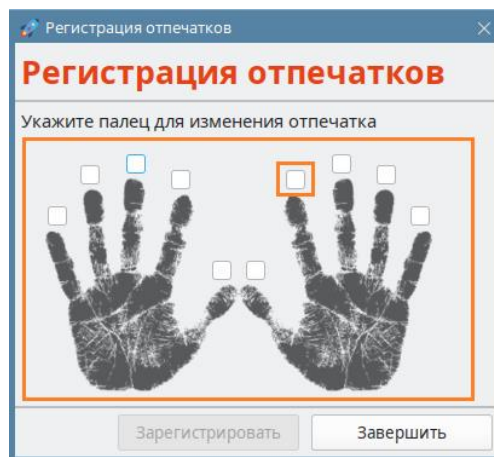 Регистрация отпечатков
Регистрация отпечатков
Укажите палец для изменения отпечатка
Зарегистрировать
Завершить